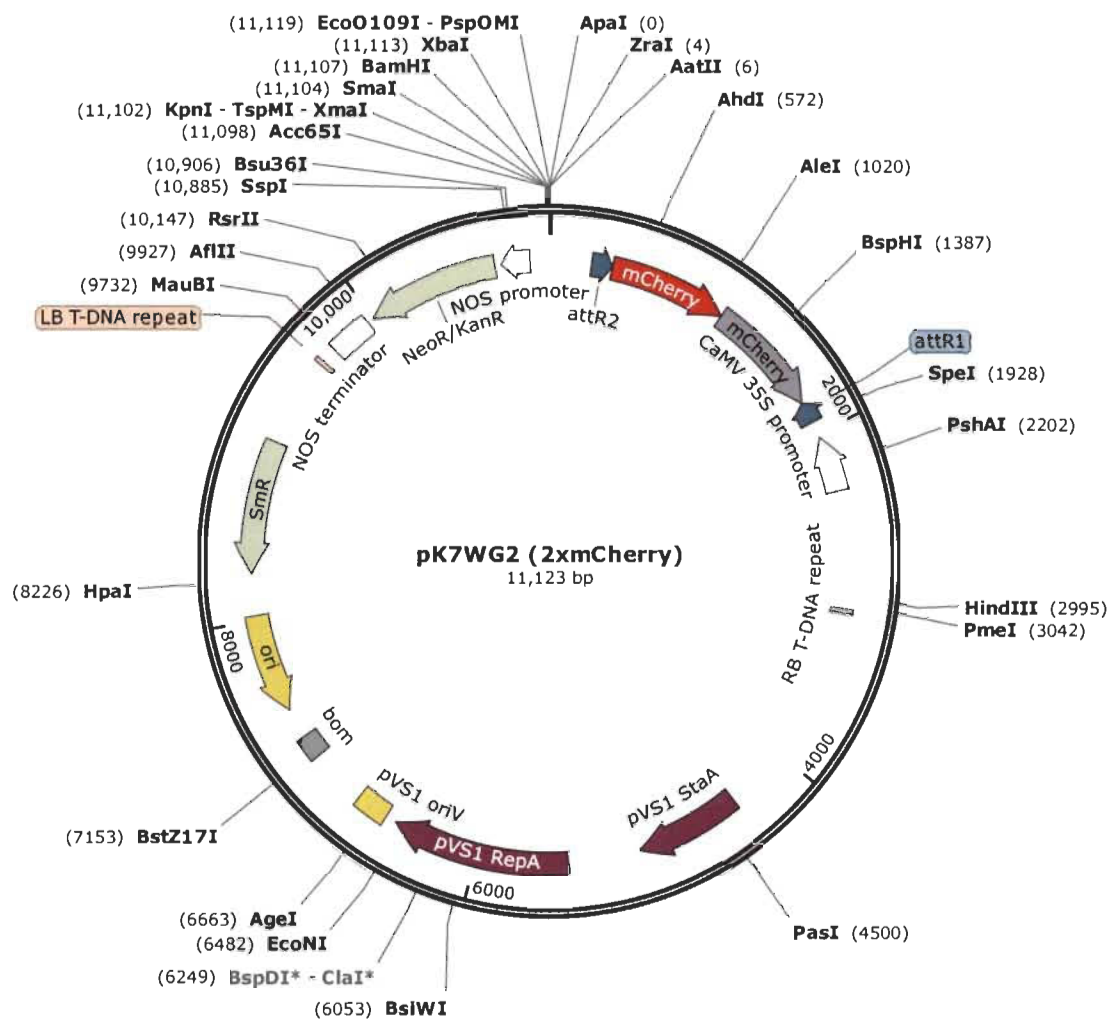 (11,119) EcoO109I - PspOMI
(11,113) XbaI
(11,107) BamHI
(11,104) SmaI
(11,102) KpnI - TspMI - XmaI
(11,098) Acc65I
(10,906) Bsu36I
(10,885) SspI
(10,147) RsrII
(9927) AflII
(9732) MauBI
LB T-DNA repeat
ApaI (0)
ZraI (4)
AatII (6)
AhdI (572)
AleI (1020)
BspHI (1387)
attR1
SpeI (1928)
PshAI (2202)
HindIII (2995)
PmeI (3042)
PasI (4500)
(8226) HpaI
(7153) BstZ17I
(6663) AgeI
(6482) EcoNI
(6249) BspDI* - ClaI*
(6053) BsiWI
10,000
2000
4000
6000
8000
NOS promoter
attR2
mCherry
mCherry
CaMV 35S promoter
NeoR/KanR
NOS terminator
SmR
ori
bom
pVS1 oriV
pVS1 RepA
pVS1 StaA
RB T-DNA repeat
pK7WG2 (2xmCherry)
11,123 bp